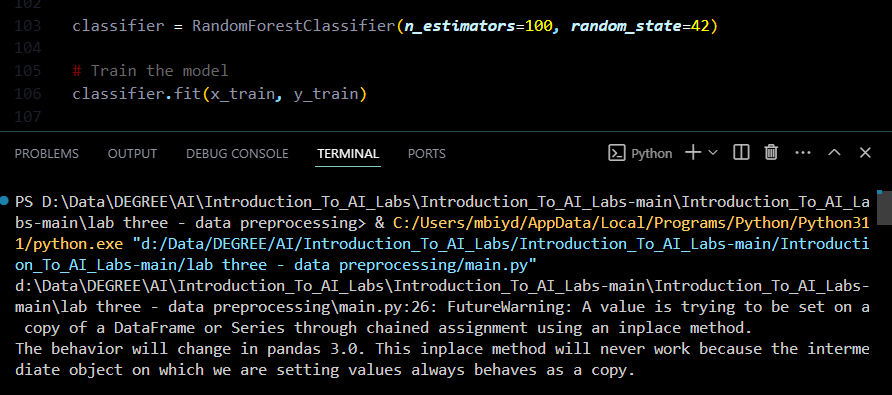 102
103 classifier = RandomForestClassifier(n_estimators=100, random_state=42)
104
105 # Train the model
106 classifier.fit(x_train, y_train)
107
PROBLEMS OUTPUT DEBUG CONSOLE TERMINAL PORTS Python
PS D:\Data\DEGREE\AI\Introduction_To_AI_Labs\Introduction_To_AI_Labs-main\Introduction_To_AI_La
bs-main\lab three - data preprocessing> & C:/Users/mbiyd/AppData/Local/Programs/Python/Python31
1/python.exe "d:/Data/DEGREE/AI/Introduction_To_AI_Labs/Introduction_To_AI_Labs-main/Introducti
on_To_AI_Labs-main/lab three - data preprocessing/main.py"
d:\Data\DEGREE\AI\Introduction_To_AI_Labs\Introduction_To_AI_Labs-main\Introduction_To_AI_Labs-
main\lab three - data preprocessing\main.py:26: FutureWarning: A value is trying to be set on a
 copy of a DataFrame or Series through chained assignment using an inplace method.
The behavior will change in pandas 3.0. This inplace method will never work because the interme
diate object on which we are setting values always behaves as a copy.